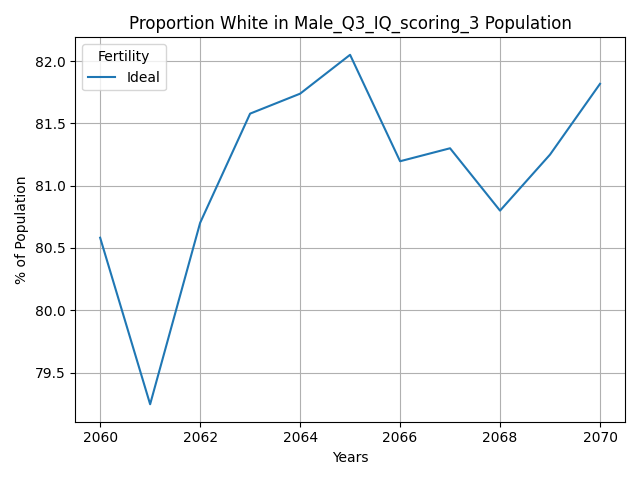 Proportion White in Male_Q3_IQ_scoring_3 Population
Fertility
Ideal
82.0
81.5
81.0
80.5
80.0
79.5
% of Population
2060
2062
2064
2066
2068
2070
Years